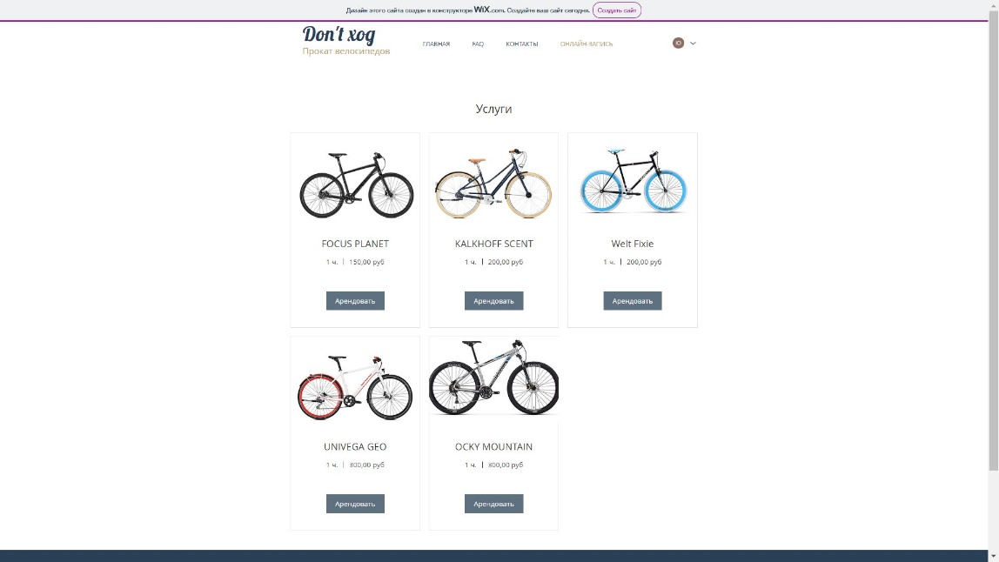 Дизайн этого сайта создан в конструкторе WiX.com. Создайте ваш сайт сегодня. Создать сайт
Don't xog
Прокат велосипедов
ГЛАВНАЯ FAQ КОНТАКТЫ ОНЛАЙН-ЗАПИСЬ
Ю
Услуги
FOCUS PLANET
1 ч. | 150,00 руб
Арендовать
KALKHOFF SCENT
1 ч. | 200,00 руб
Арендовать
Welt Fixie
1 ч. | 200,00 руб
Арендовать
UNIVEGA GEO
1 ч. | 300,00 руб
Арендовать
OCKY MOUNTAIN
1 ч. | 300,00 руб
Арендовать